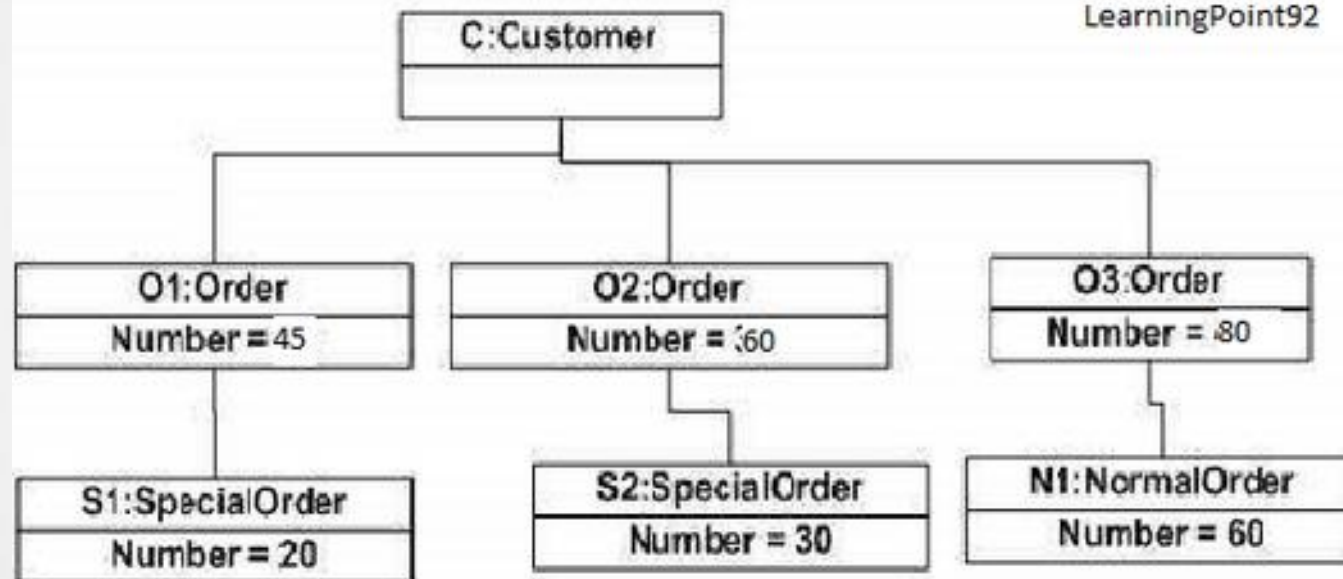 LearningPoint92
C:Customer
O1:Order
Number = 45
O2:Order
Number = 60
O3:Order
Number = 80
S1:SpecialOrder
Number = 20
S2:SpecialOrder
Number = 30
N1:NormalOrder
Number = 60